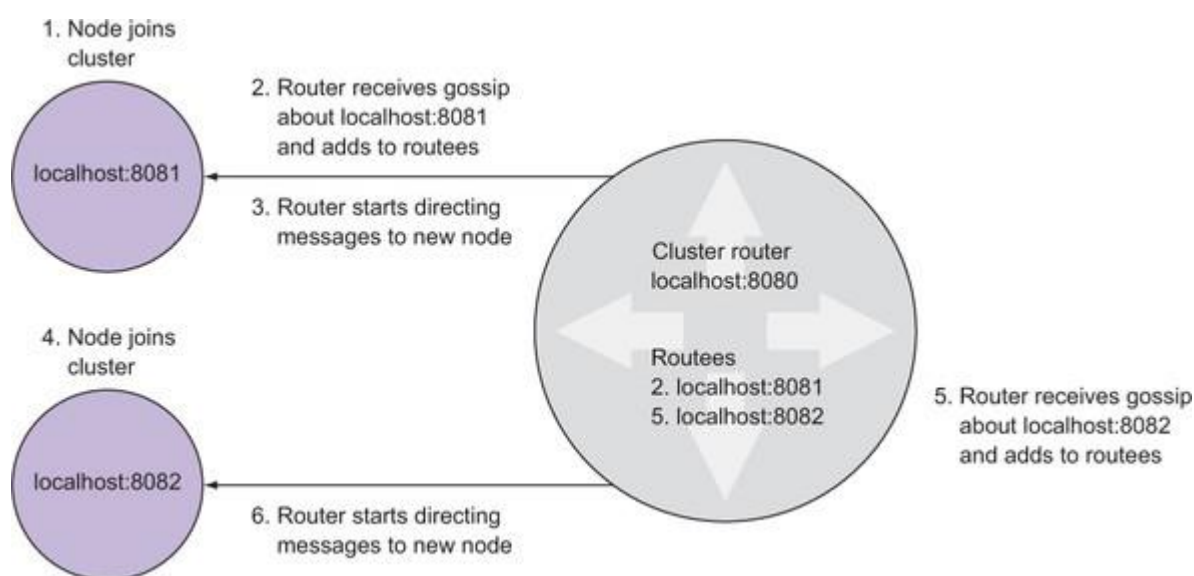 1. Node joins
cluster
localhost:8081
2. Router receives gossip
about localhost:8081
and adds to routees
3. Router starts directing
messages to new node
4. Node joins
cluster
localhost:8082
Cluster router
localhost:8080
Routees
2. localhost:8081
5. localhost:8082
5. Router receives gossip
about localhost:8082
and adds to routees
6. Router starts directing
messages to new node